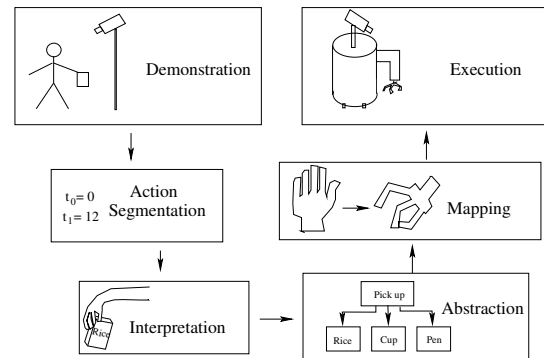 Demonstration
t₀= 0
t₁= 12
Action
Segmentation
Rice
Interpretation
Pick up
Rice Cup Pen
Abstraction
Mapping
Execution